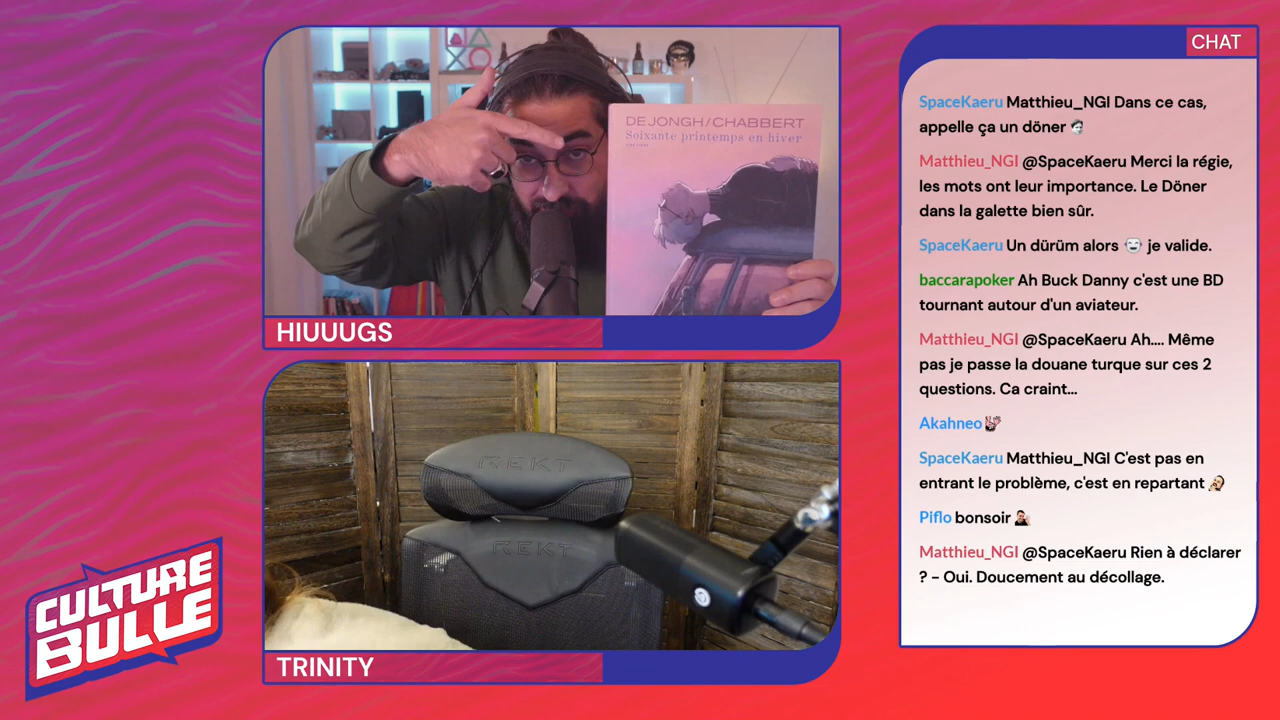 CHAT
DE JONGH/CHABBERT
Soixante printemps en hiver
HIUUUGS
REKT
REKT
TRINITY
CULTURE
BULLE
SpaceKaeru Matthieu_NGI Dans ce cas,
appelle ça un döner
Matthieu_NGI @SpaceKaeru Merci la régie,
les mots ont leur importance. Le Döner
dans la galette bien sûr.
SpaceKaeru Un dürüm alors je valide.
baccarapoker Ah Buck Danny c'est une BD
tournant autour d'un aviateur.
Matthieu_NGI @SpaceKaeru Ah.... Même
pas je passe la douane turque sur ces 2
questions. Ca craint...
Akahneo
SpaceKaeru Matthieu_NGI C'est pas en
entrant le problème, c'est en repartant
Piflo bonsoir
Matthieu_NGI @SpaceKaeru Rien à déclarer
? - Oui. Doucement au décollage.